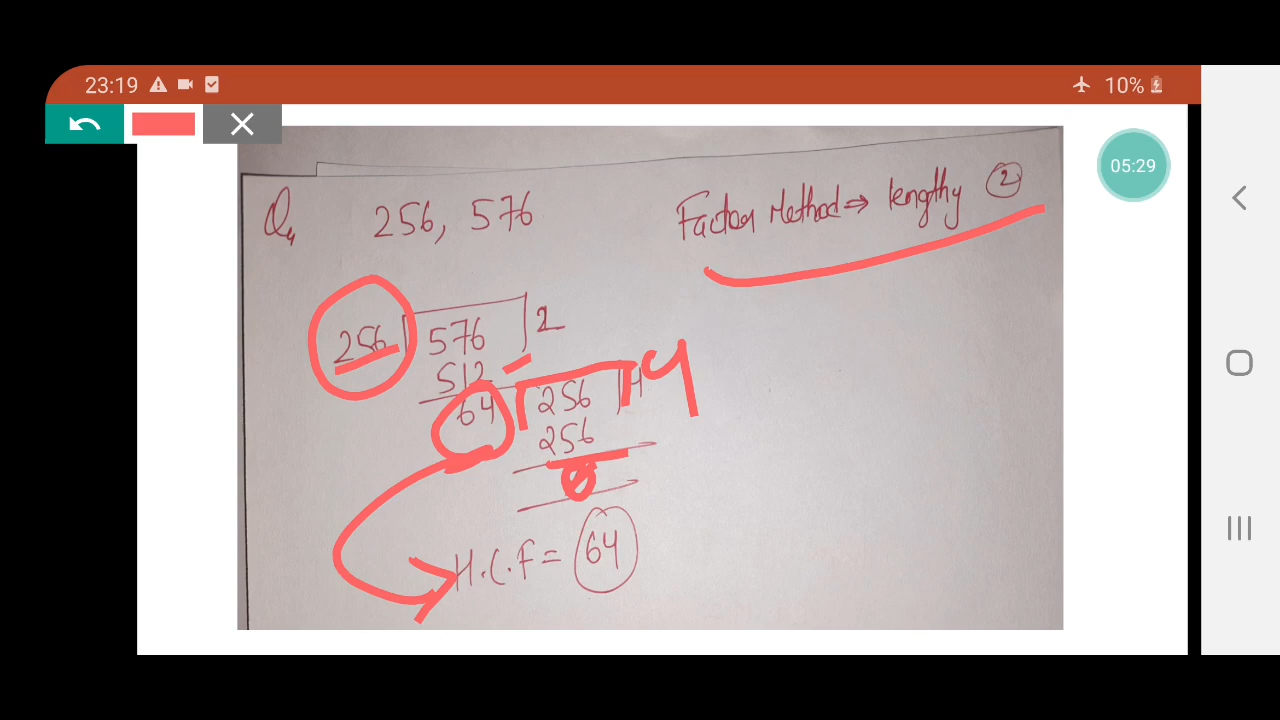 23:19
10%
05:29
Q4 256, 576
Factor Method ⇒ lengthy 2
256 576 2
512
64 256 4 4
256
0
H.C.F = 64